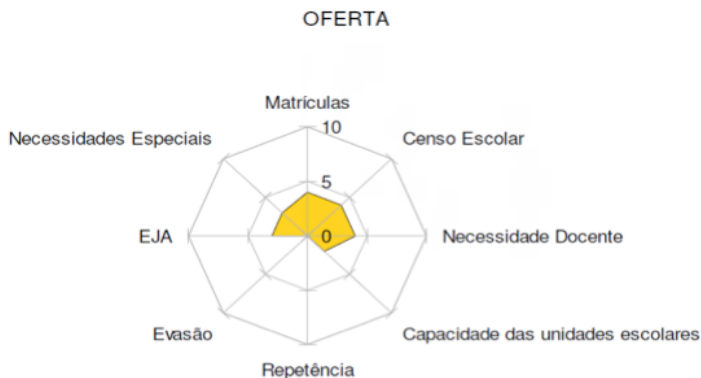 OFERTA
Matrículas
10
Necessidades Especiais
Censo Escolar
5
EJA
0
Necessidade Docente
Evasão
Capacidade das unidades escolares
Repetência